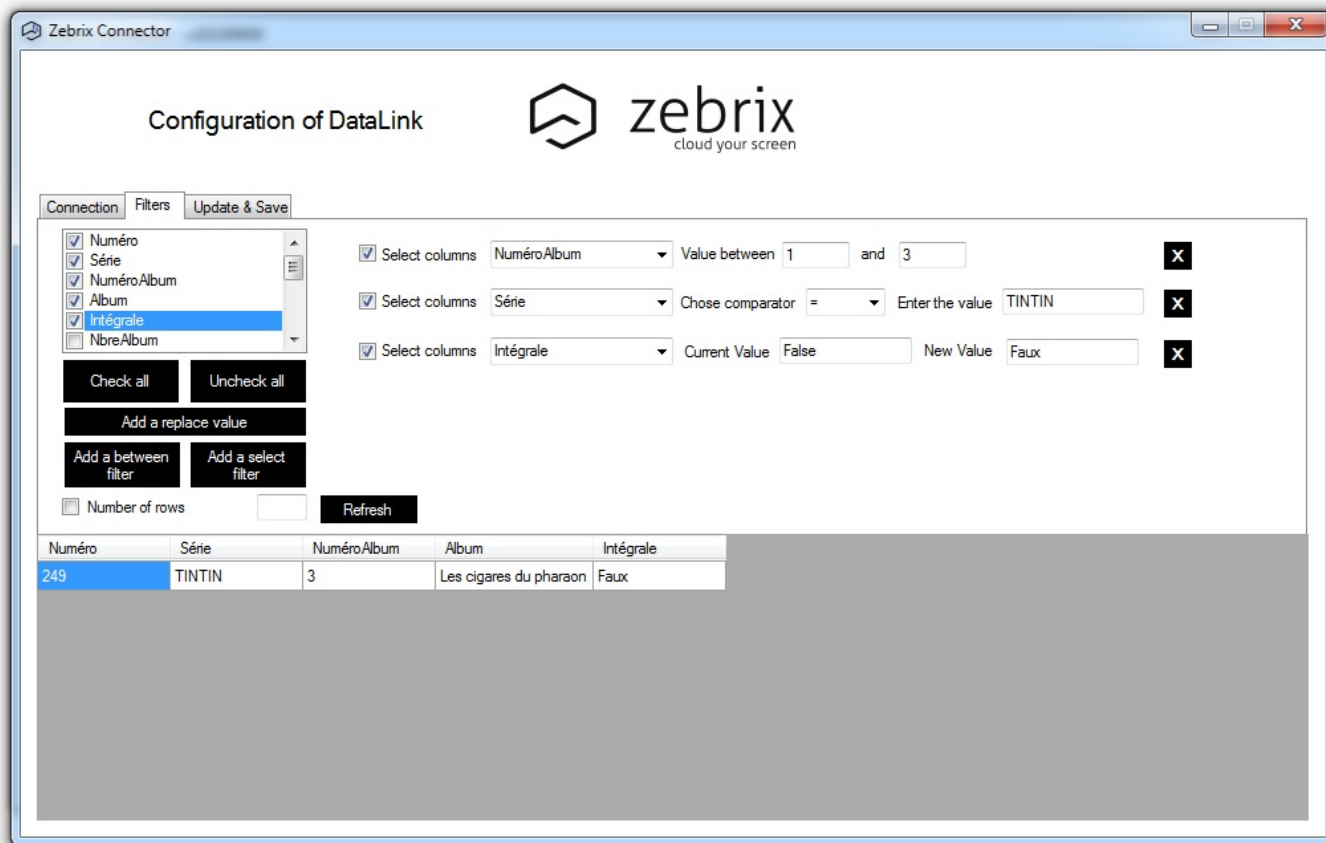 Zebrix Connector
Configuration of DataLink
zebrix
cloud your screen
Connection Filters Update & Save
Numéro
Série
NuméroAlbum
Album
Intégrale
NbreAlbum
Select columns NuméroAlbum Value between 1 and 3 X
Select columns Série Chose comparator = Enter the value TINTIN X
Select columns Intégrale Current Value False New Value Faux X
Check all Uncheck all
Add a replace value
Add a between filter Add a select filter
Number of rows Refresh
Numéro Série NuméroAlbum Album Intégrale
249 TINTIN 3 Les cigares du pharaon Faux